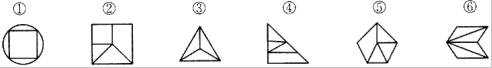 ① ② ③ ④ ⑤ ⑥